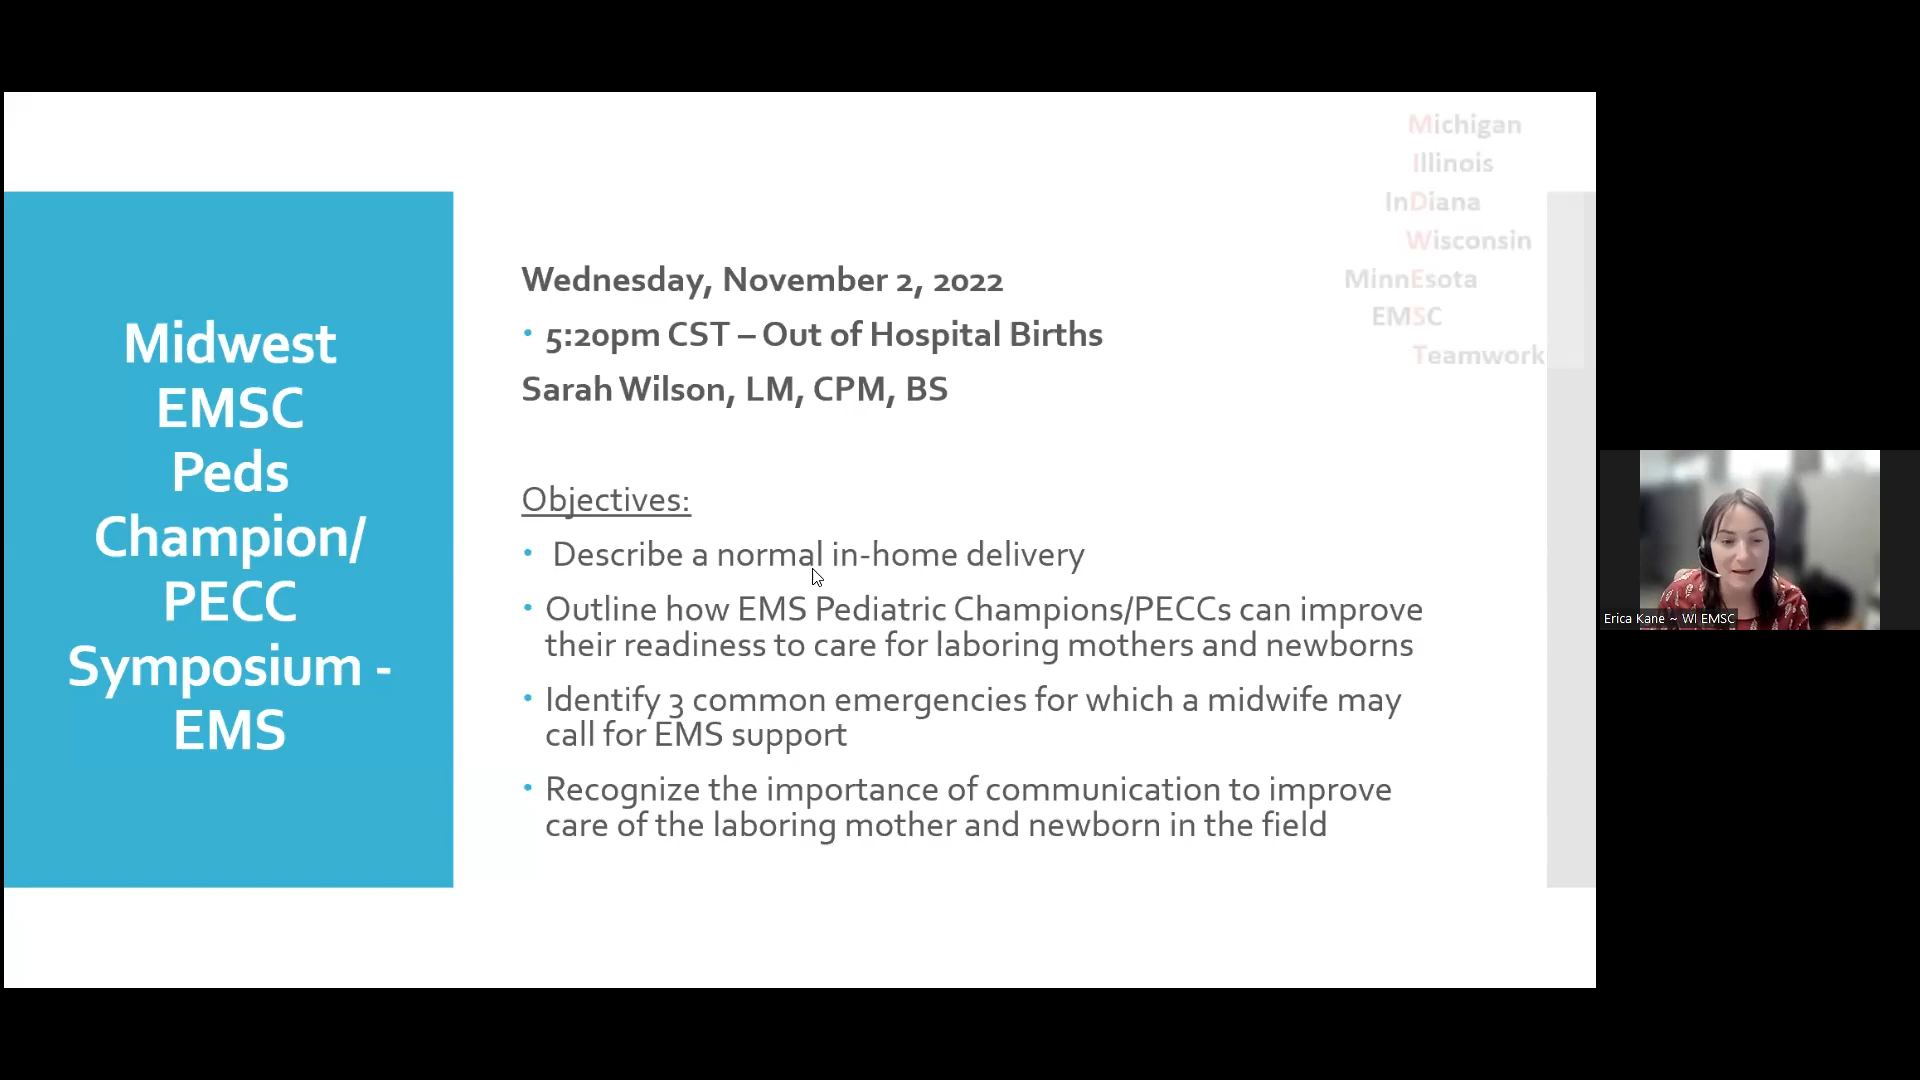 Michigan
Illinois
InDiana
Wisconsin
MinnEsota
EMSC
Teamwork
Midwest
EMSC
Peds
Champion/
PECC
Symposium -
EMS
Wednesday, November 2, 2022
• 5:20pm CST – Out of Hospital Births
Sarah Wilson, LM, CPM, BS
Objectives:
• Describe a normal in-home delivery
• Outline how EMS Pediatric Champions/PECCs can improve
their readiness to care for laboring mothers and newborns
• Identify 3 common emergencies for which a midwife may
call for EMS support
• Recognize the importance of communication to improve
care of the laboring mother and newborn in the field
Erica Kane ~ WI EMSC